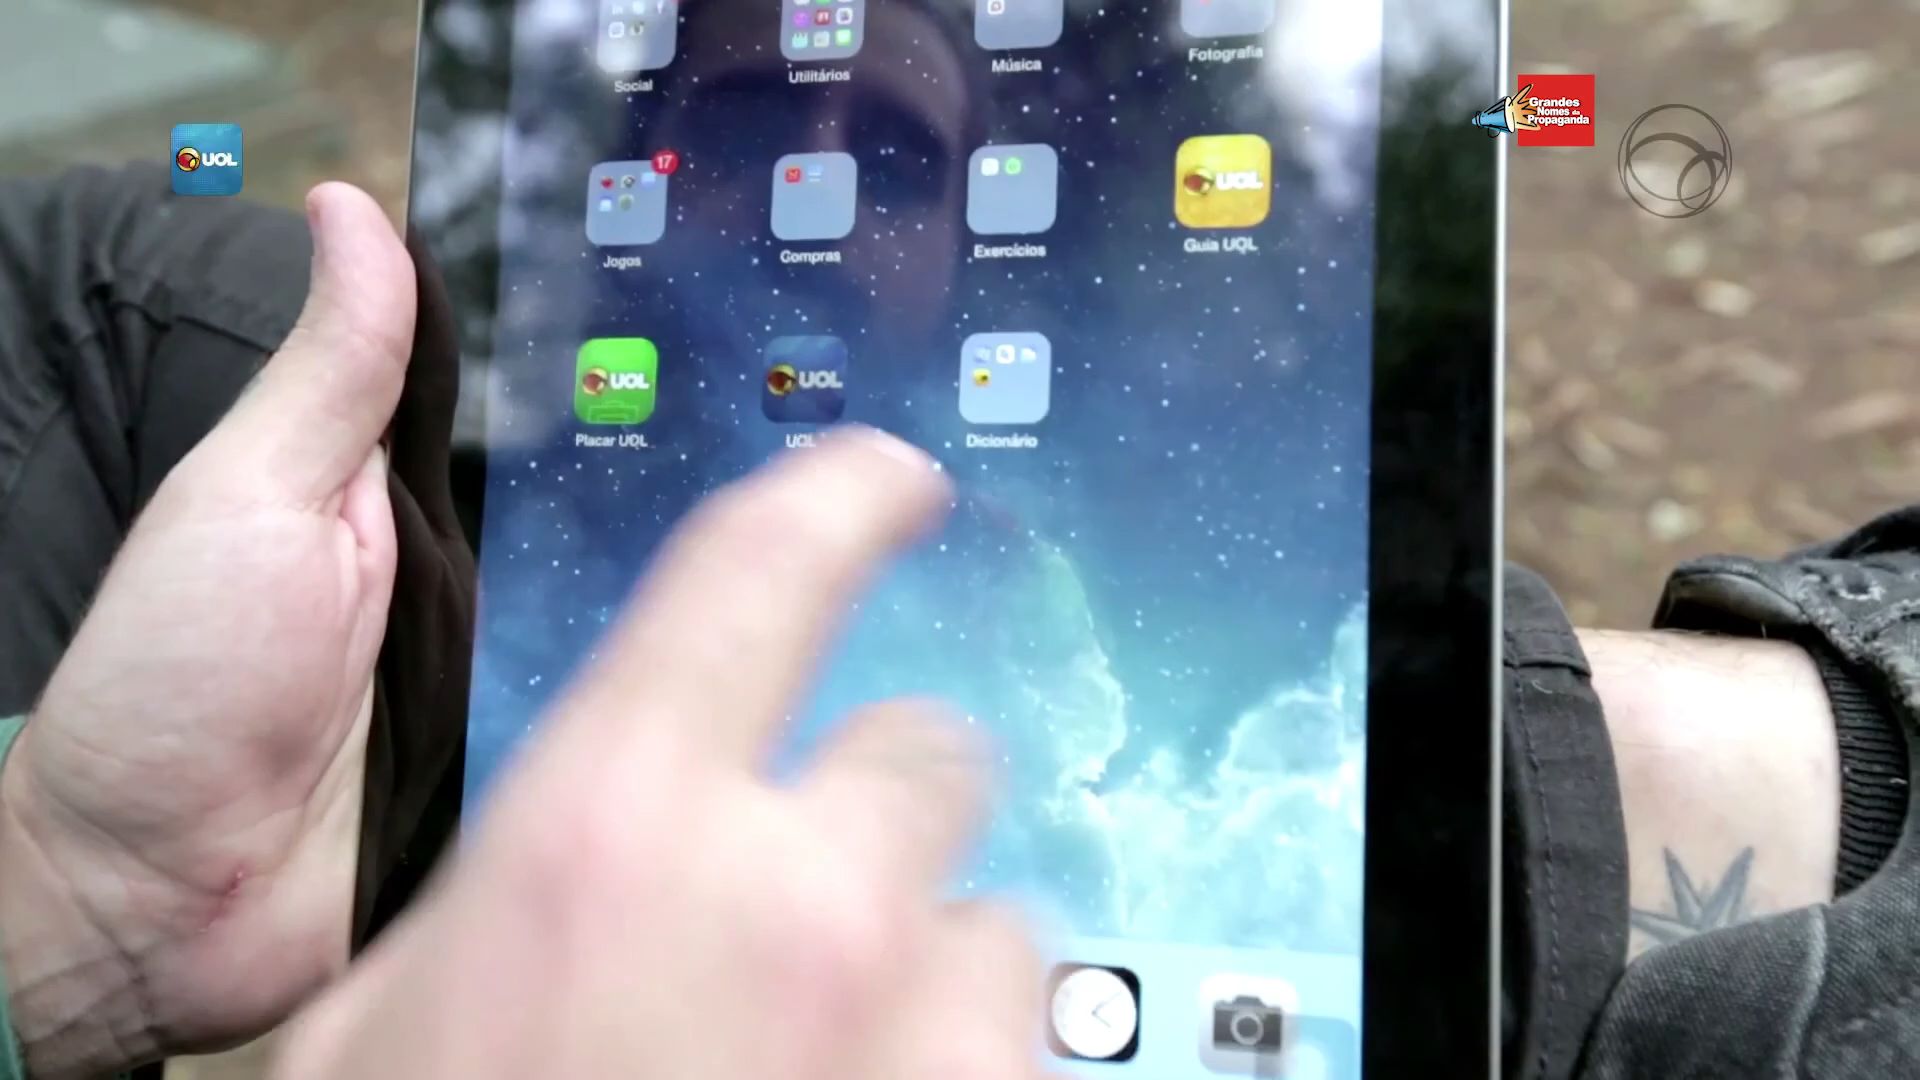 Social
Utilitários
Música
Fotografia
Grandes
Nomes da
Propaganda
UOL
17
UOL
Jogos
Compras
Exercícios
Guia UOL
UOL
UOL
Placar UOL
UOL
Dicionário